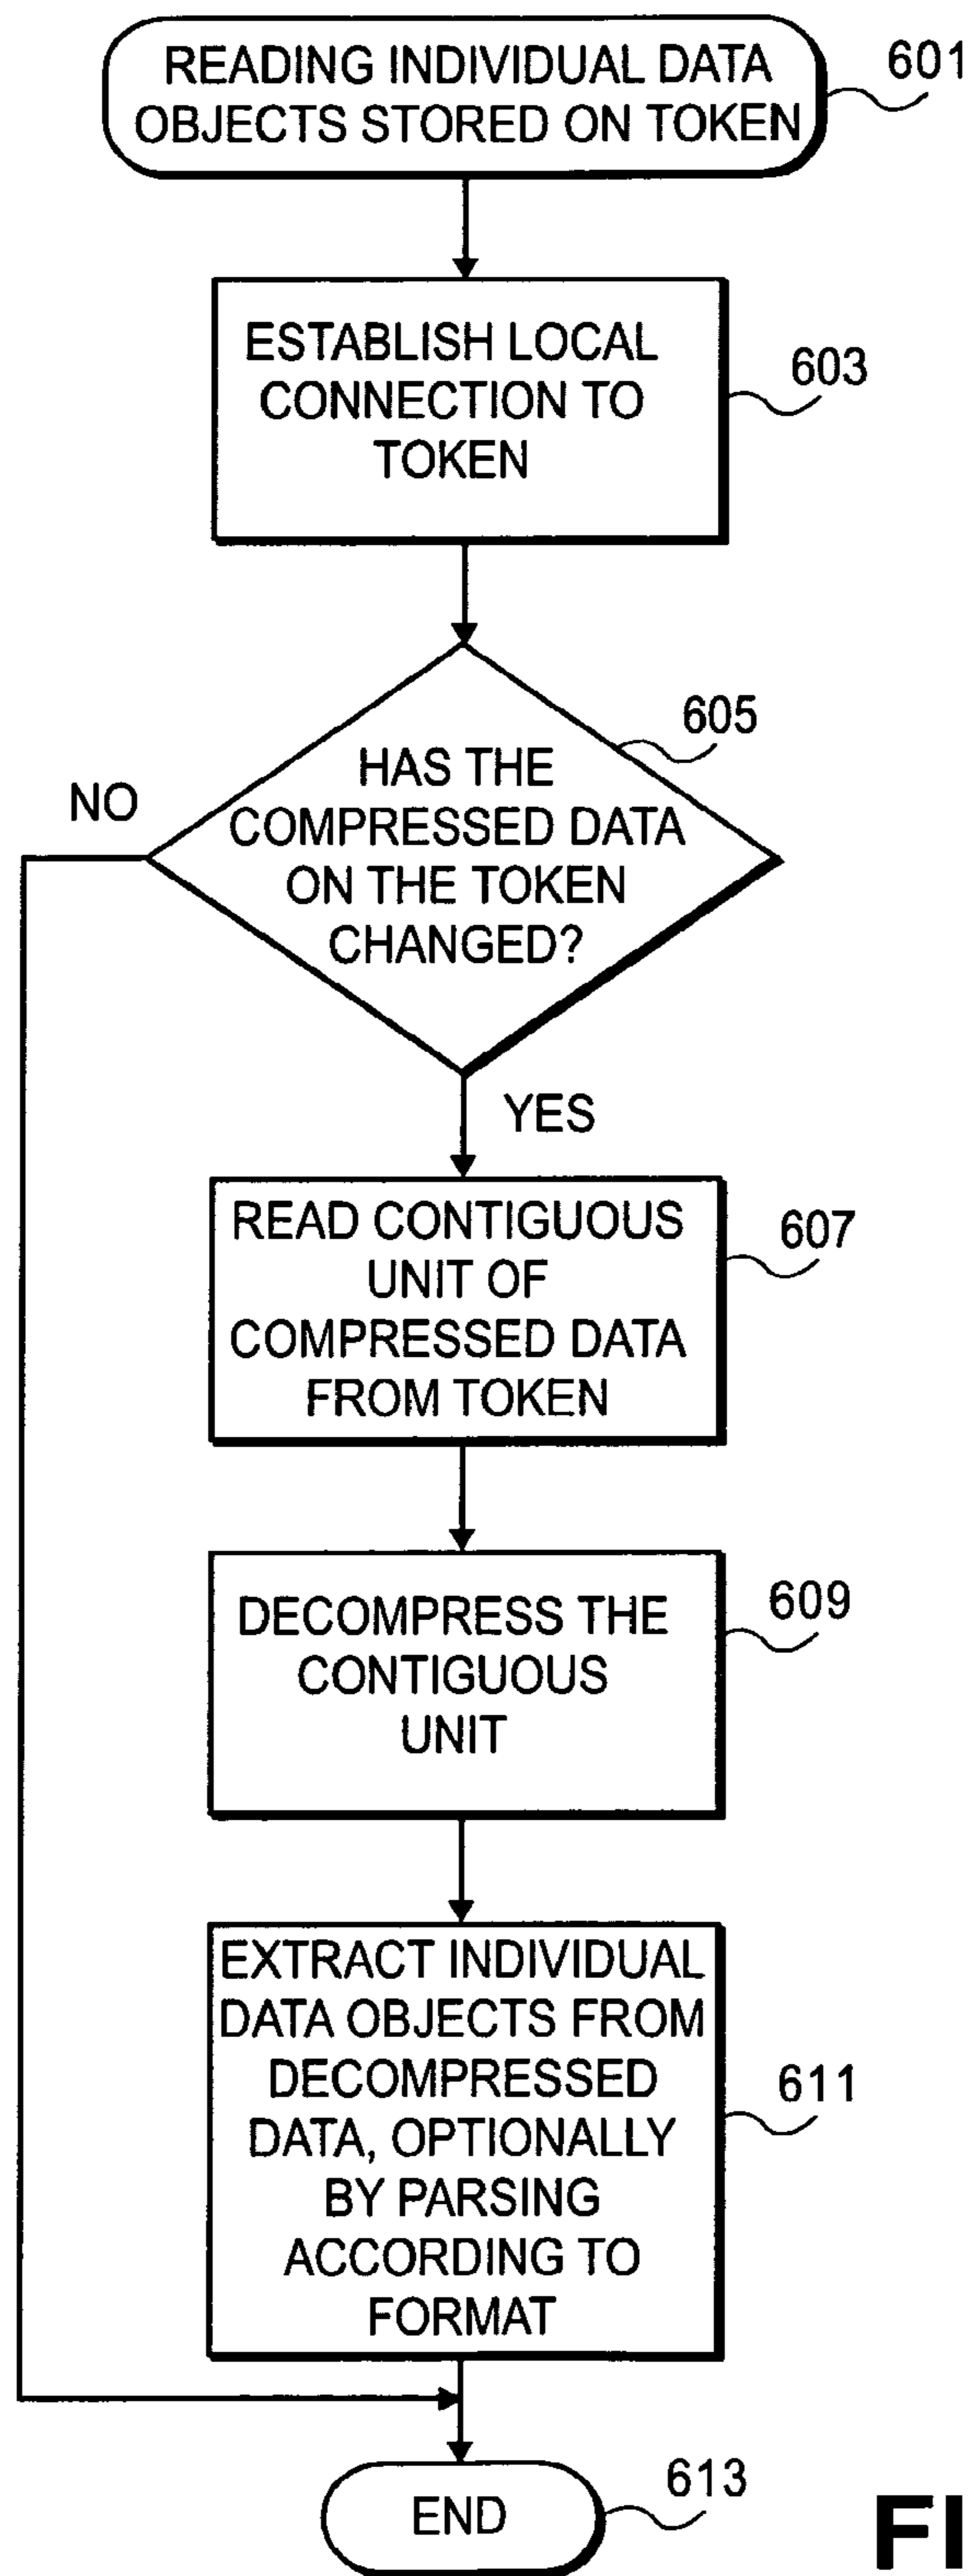 READING INDIVIDUAL DATA
OBJECTS STORED ON TOKEN
601
ESTABLISH LOCAL
CONNECTION TO
TOKEN
603
605
HAS THE
COMPRESSED DATA
ON THE TOKEN
CHANGED?
NO
YES
READ CONTIGUOUS
UNIT OF
COMPRESSED DATA
FROM TOKEN
607
DECOMPRESS THE
CONTIGUOUS
UNIT
609
EXTRACT INDIVIDUAL
DATA OBJECTS FROM
DECOMPRESSED
DATA, OPTIONALLY
BY PARSING
ACCORDING TO
FORMAT
611
END
613
FI